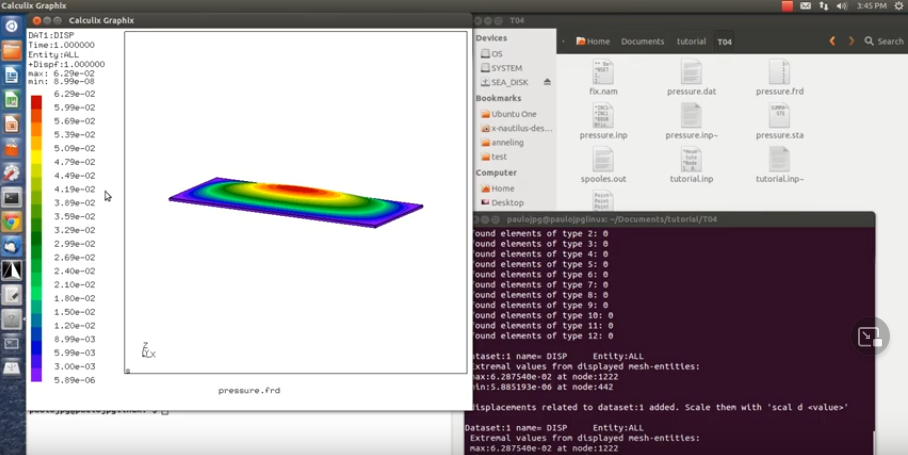 Calculix Graphix
3:45 PM
Calculix Graphix
DAT1:DISP
Time:1.000000
Entity:ALL
+Dispf:1.000000
max: 6.29e-02
min: 8.99e-08
6.29e-02
5.99e-02
5.69e-02
5.39e-02
5.09e-02
4.79e-02
4.49e-02
4.19e-02
3.89e-02
3.59e-02
3.29e-02
2.99e-02
2.69e-02
2.40e-02
2.10e-02
1.80e-02
1.50e-02
1.20e-02
8.99e-03
5.99e-03
3.00e-03
5.89e-06
Z
pressure.frd
T04
Devices
OS
SYSTEM
SEA_DISK
Bookmarks
Ubuntu One
x-nautilus-des...
anneling
test
Computer
Home
Desktop
Home Documents tutorial T04
Search
fix.nam
pressure.dat
pressure.frd
pressure.inp
pressure.inp~
pressure.sta
spooles.out
tutorial.inp
tutorial.inp~
paulojpg@paulojpglinux: ~/Documents/tutorial/T04
found elements of type 2: 0
found elements of type 3: 0
found elements of type 4: 0
found elements of type 5: 0
found elements of type 6: 0
found elements of type 7: 0
found elements of type 8: 0
found elements of type 9: 0
found elements of type 10: 0
found elements of type 11: 0
found elements of type 12: 0
Dataset:1 name= DISP Entity:ALL
Extremal values from displayed mesh-entities:
max:6.287540e-02 at node:1222
min:5.885193e-06 at node:442
displacements related to dataset:1 added. Scale them with 'scal d <value>'
Dataset:1 name= DISP Entity:ALL
Extremal values from displayed mesh-entities:
max:6.287540e-02 at node:1222